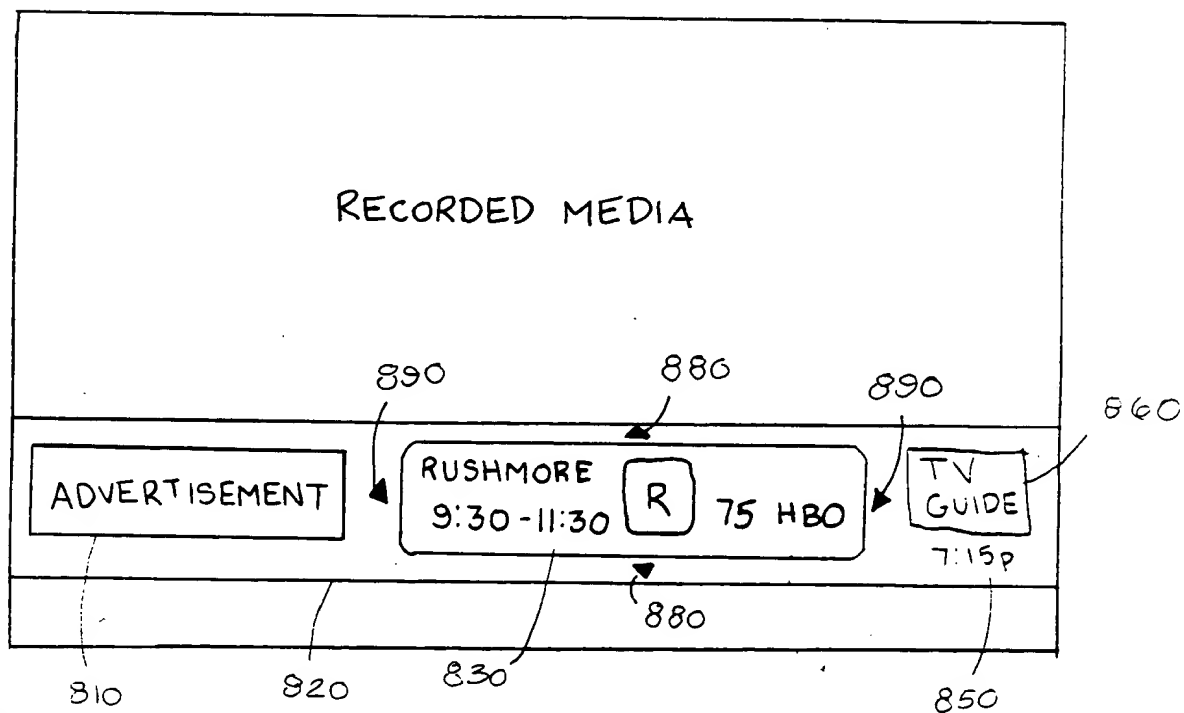 RECORDED MEDIA
890
880
890
860
ADVERTISEMENT
RUSHMORE
9:30-11:30
R
75 HBO
TV
GUIDE
7:15p
880
810
820
830
850